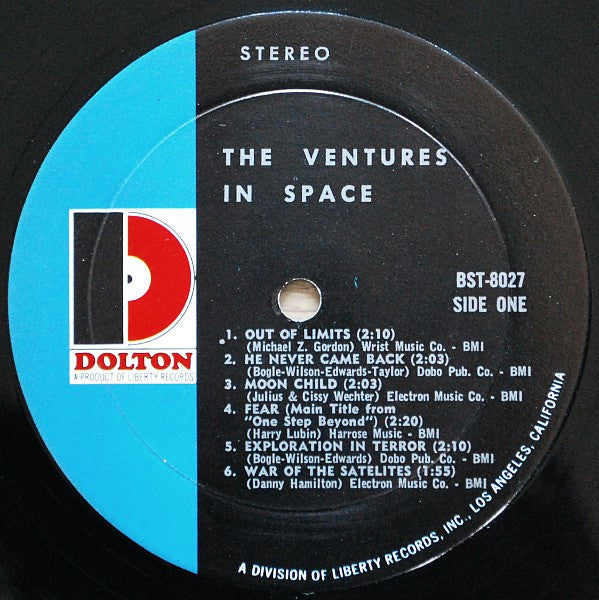 STEREO
THE VENTURES
IN SPACE
DOLTON
A PRODUCT OF LIBERTY RECORDS
BST-8027
SIDE ONE
1. OUT OF LIMITS (2:10)
(Michael Z. Gordon) Wrist Music Co. - BMI
2. HE NEVER CAME BACK (2:03)
(Bogle-Wilson-Edwards-Taylor) Dobo Pub. Co. - BMI
3. MOON CHILD (2:03)
(Julius & Cissy Wechter) Electron Music Co. - BMI
4. FEAR (Main Title from
"One Step Beyond") (2:20)
(Harry Lubin) Harrose Music - BMI
5. EXPLORATION IN TERROR (2:10)
(Bogle-Wilson-Edwards) Dobo Pub. Co. - BMI
6. WAR OF THE SATELITES (1:55)
(Danny Hamilton) Electron Music Co. - BMI
A DIVISION OF LIBERTY RECORDS, INC., LOS ANGELES, CALIFORNIA